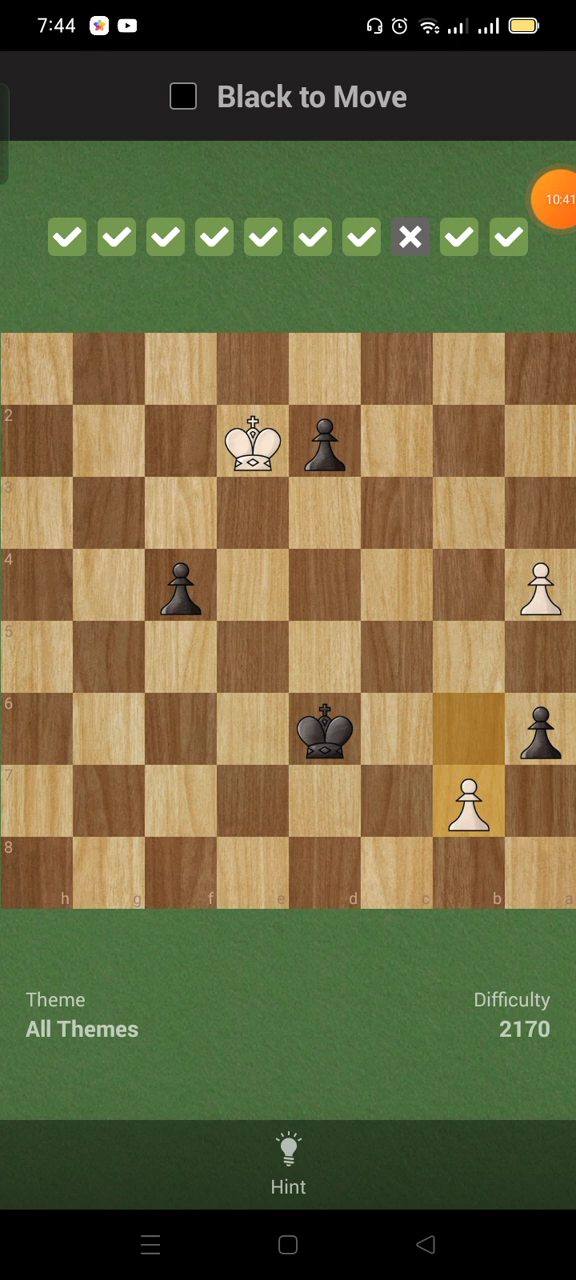 7:44
Black to Move
10:41
1
2
3
4
5
6
7
8
h g f e d c b a
Theme
Difficulty
All Themes
2170
Hint